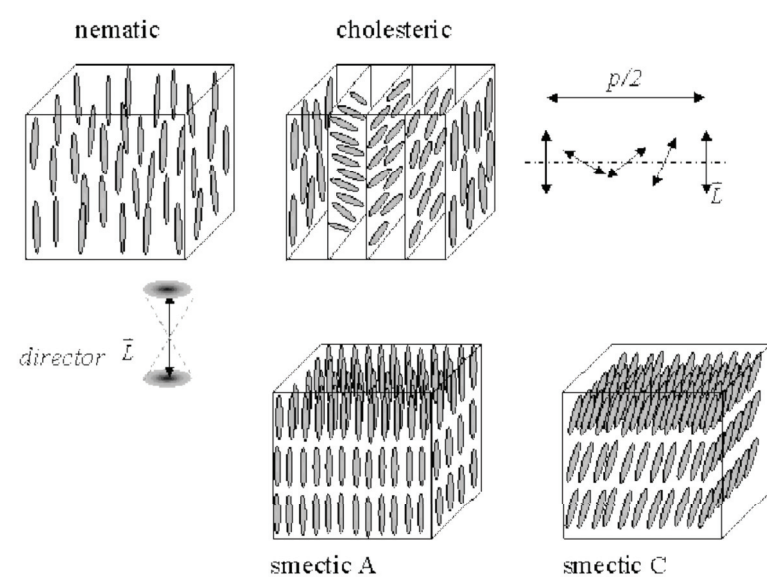 nematic
cholesteric
p/2
L
director L
smectic A
smectic C